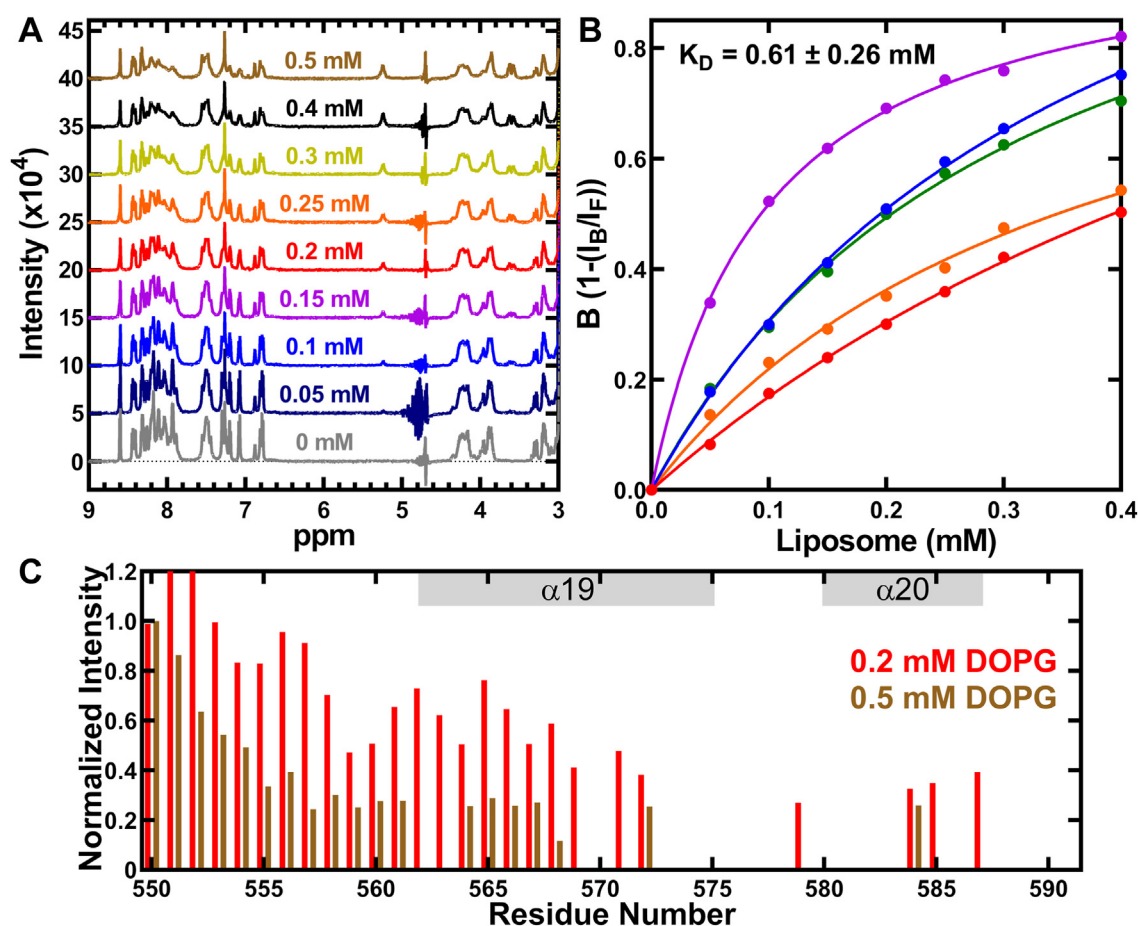 A
45
40
35
30
25
20
15
10
5
0
Intensity (x10⁴)
0.5 mM
0.4 mM
0.3 mM
0.25 mM
0.2 mM
0.15 mM
0.1 mM
0.05 mM
0 mM
9 8 7 6 5 4 3
ppm
B
K_D = 0.61 ± 0.26 mM
0.8
0.6
0.4
0.2
0.0
B (1-(I_B/I_F))
0.0 0.1 0.2 0.3 0.4
Liposome (mM)
C
1.2
1.0
0.8
0.6
0.4
0.2
0
Normalized Intensity
α19 α20
0.2 mM DOPG
0.5 mM DOPG
550 555 560 565 570 575 580 585 590
Residue Number